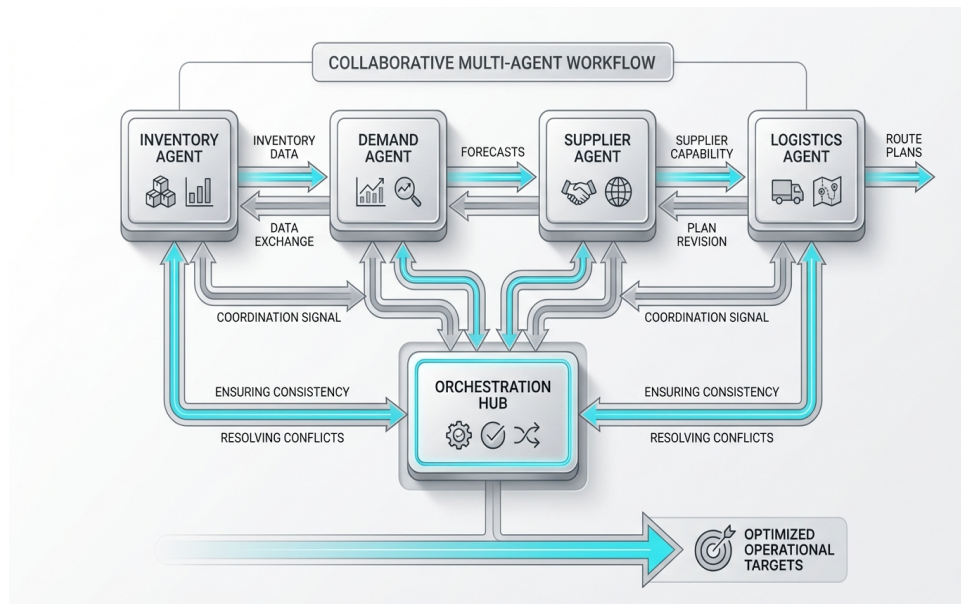 COLLABORATIVE MULTI-AGENT WORKFLOW
INVENTORY
AGENT
INVENTORY
DATA
DEMAND
AGENT
FORECASTS
SUPPLIER
AGENT
SUPPLIER
CAPABILITY
LOGISTICS
AGENT
ROUTE
PLANS
DATA
EXCHANGE
PLAN
REVISION
COORDINATION SIGNAL
COORDINATION SIGNAL
ENSURING CONSISTENCY
RESOLVING CONFLICTS
ORCHESTRATION
HUB
ENSURING CONSISTENCY
RESOLVING CONFLICTS
OPTIMIZED
OPERATIONAL
TARGETS